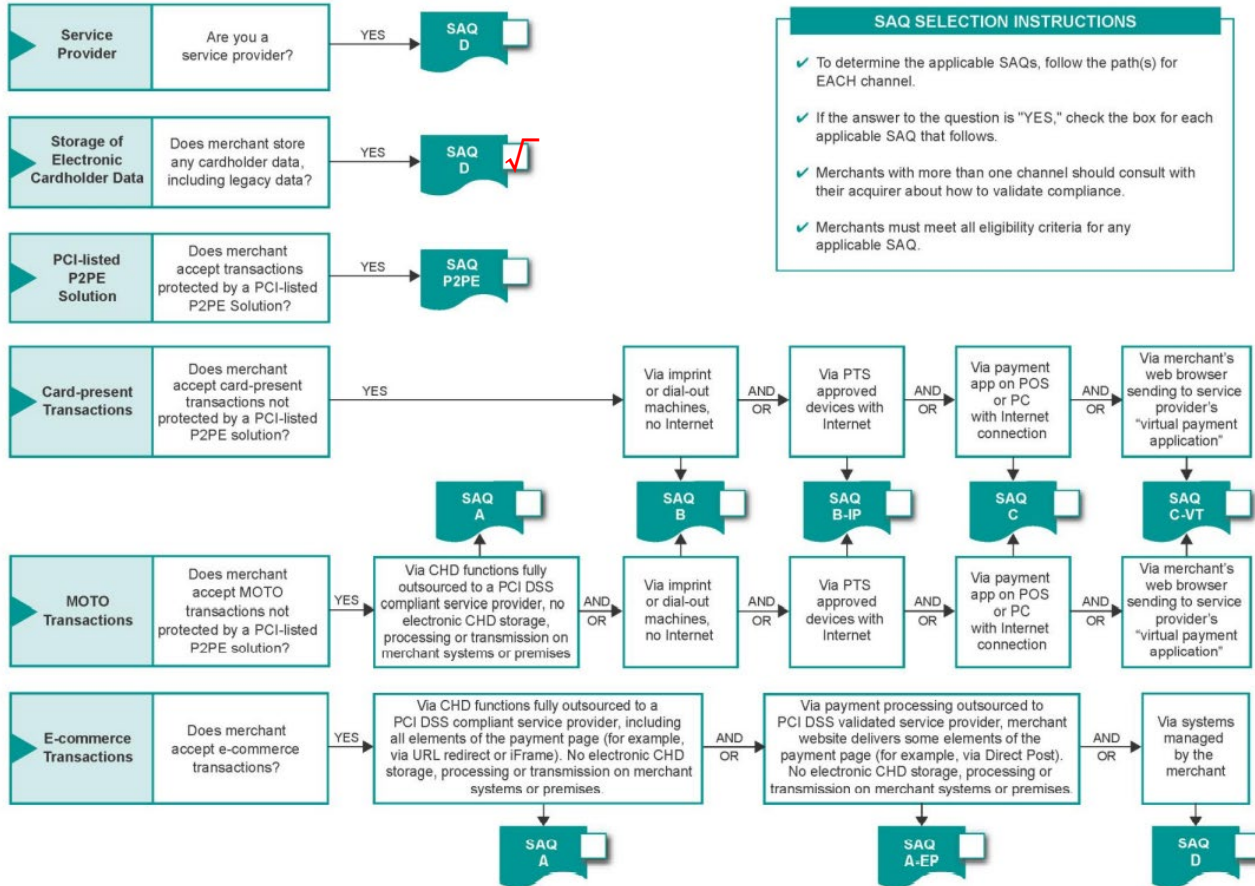 Service
Provider
Are you a
service provider?
YES
SAQ
D
SAQ SELECTION INSTRUCTIONS
✔ To determine the applicable SAQs, follow the path(s) for
EACH channel.
✔ If the answer to the question is "YES," check the box for each
applicable SAQ that follows.
✔ Merchants with more than one channel should consult with
their acquirer about how to validate compliance.
✔ Merchants must meet all eligibility criteria for any
applicable SAQ.
Storage of
Electronic
Cardholder Data
Does merchant store
any cardholder data,
including legacy data?
YES
SAQ
D
√
PCI-listed
P2PE
Solution
Does merchant
accept transactions
protected by a PCI-listed
P2PE Solution?
YES
SAQ
P2PE
Card-present
Transactions
Does merchant
accept card-present
transactions not
protected by a PCI-listed
P2PE solution?
YES
Via imprint
or dial-out
machines,
no Internet
AND
OR
Via PTS
approved
devices with
Internet
AND
OR
Via payment
app on POS
or PC
with Internet
connection
AND
OR
Via merchant’s
web browser
sending to service
provider’s
“virtual payment
application”
SAQ
A
SAQ
B
SAQ
B-IP
SAQ
C
SAQ
C-VT
MOTO
Transactions
Does merchant
accept MOTO
transactions not
protected by a PCI-listed
P2PE solution?
YES
Via CHD functions fully
outsourced to a PCI DSS
compliant service provider, no
electronic CHD storage,
processing or transmission on
merchant systems or premises
AND
OR
Via imprint
or dial-out
machines,
no Internet
AND
OR
Via PTS
approved
devices with
Internet
AND
OR
Via payment
app on POS
or PC
with Internet
connection
AND
OR
Via merchant’s
web browser
sending to service
provider’s
“virtual payment
application”
E-commerce
Transactions
Does merchant
accept e-commerce
transactions?
YES
Via CHD functions fully outsourced to a
PCI DSS compliant service provider, including
all elements of the payment page (for example,
via URL redirect or iFrame). No electronic CHD
storage, processing or transmission on merchant
systems or premises.
AND
OR
Via payment processing outsourced to
PCI DSS validated service provider, merchant
website delivers some elements of the
payment page (for example, via Direct Post).
No electronic CHD storage, processing or
transmission on merchant systems or premises.
AND
OR
Via systems
managed
by the
merchant
SAQ
A
SAQ
A-EP
SAQ
D